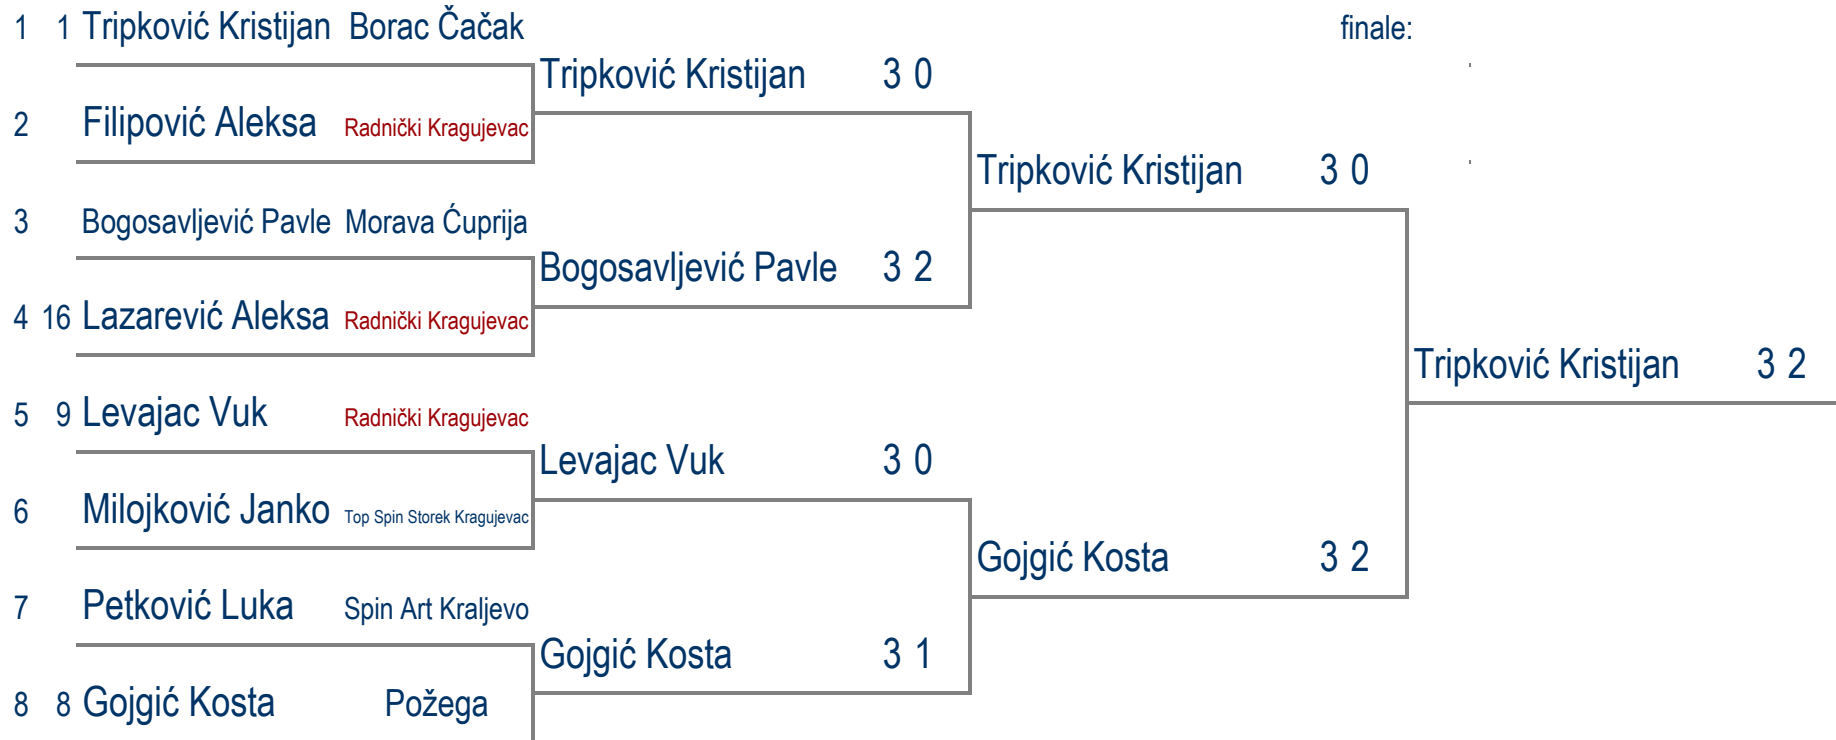 1 1 Tripković Kristijan Borac Čačak finale:
Tripković Kristijan 3 0
2 Filipović Aleksa Radnički Kragujevac
Tripković Kristijan 3 0
3 Bogosavljević Pavle Morava Ćuprija
Bogosavljević Pavle 3 2
4 16 Lazarević Aleksa Radnički Kragujevac
Tripković Kristijan 3 2
5 9 Levajac Vuk Radnički Kragujevac
Levajac Vuk 3 0
6 Milojković Janko Top Spin Storek Kragujevac
Gojgić Kosta 3 2
7 Petković Luka Spin Art Kraljevo
Gojgić Kosta 3 1
8 8 Gojgić Kosta Požega